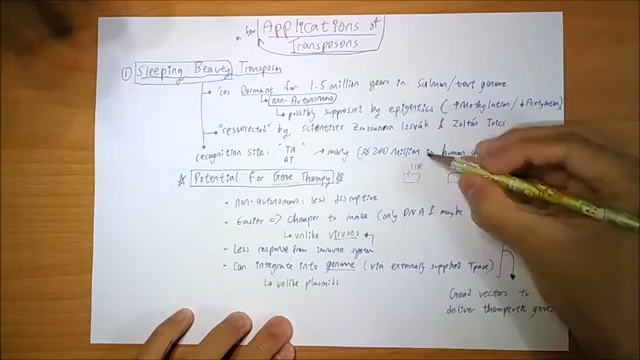 Applications of
Transposons
① Sleeping Beauty Transposon
'cos Dormant for 1.5 million years in salmon/trout genome
non-Autonomous
possibly suppressed by epigenetics (↑Methylation/↓Acetylation)
"resurrected" by scientists Zsuzsanna Izsvák & Zoltán Ivics.
recognition site: "TA → many (≈200 million in human
AT"
TIR
☆ Potential For Gene Therapy ☆
- non-autonomous: low disruptive
- Easier => cheaper to make (only DNA & maybe
unlike viruses
- Less response from immune system
- Can integrate into genome (via externally supplied Tpase)
unlike plasmids
Good vectors to
deliver therapeutic genes